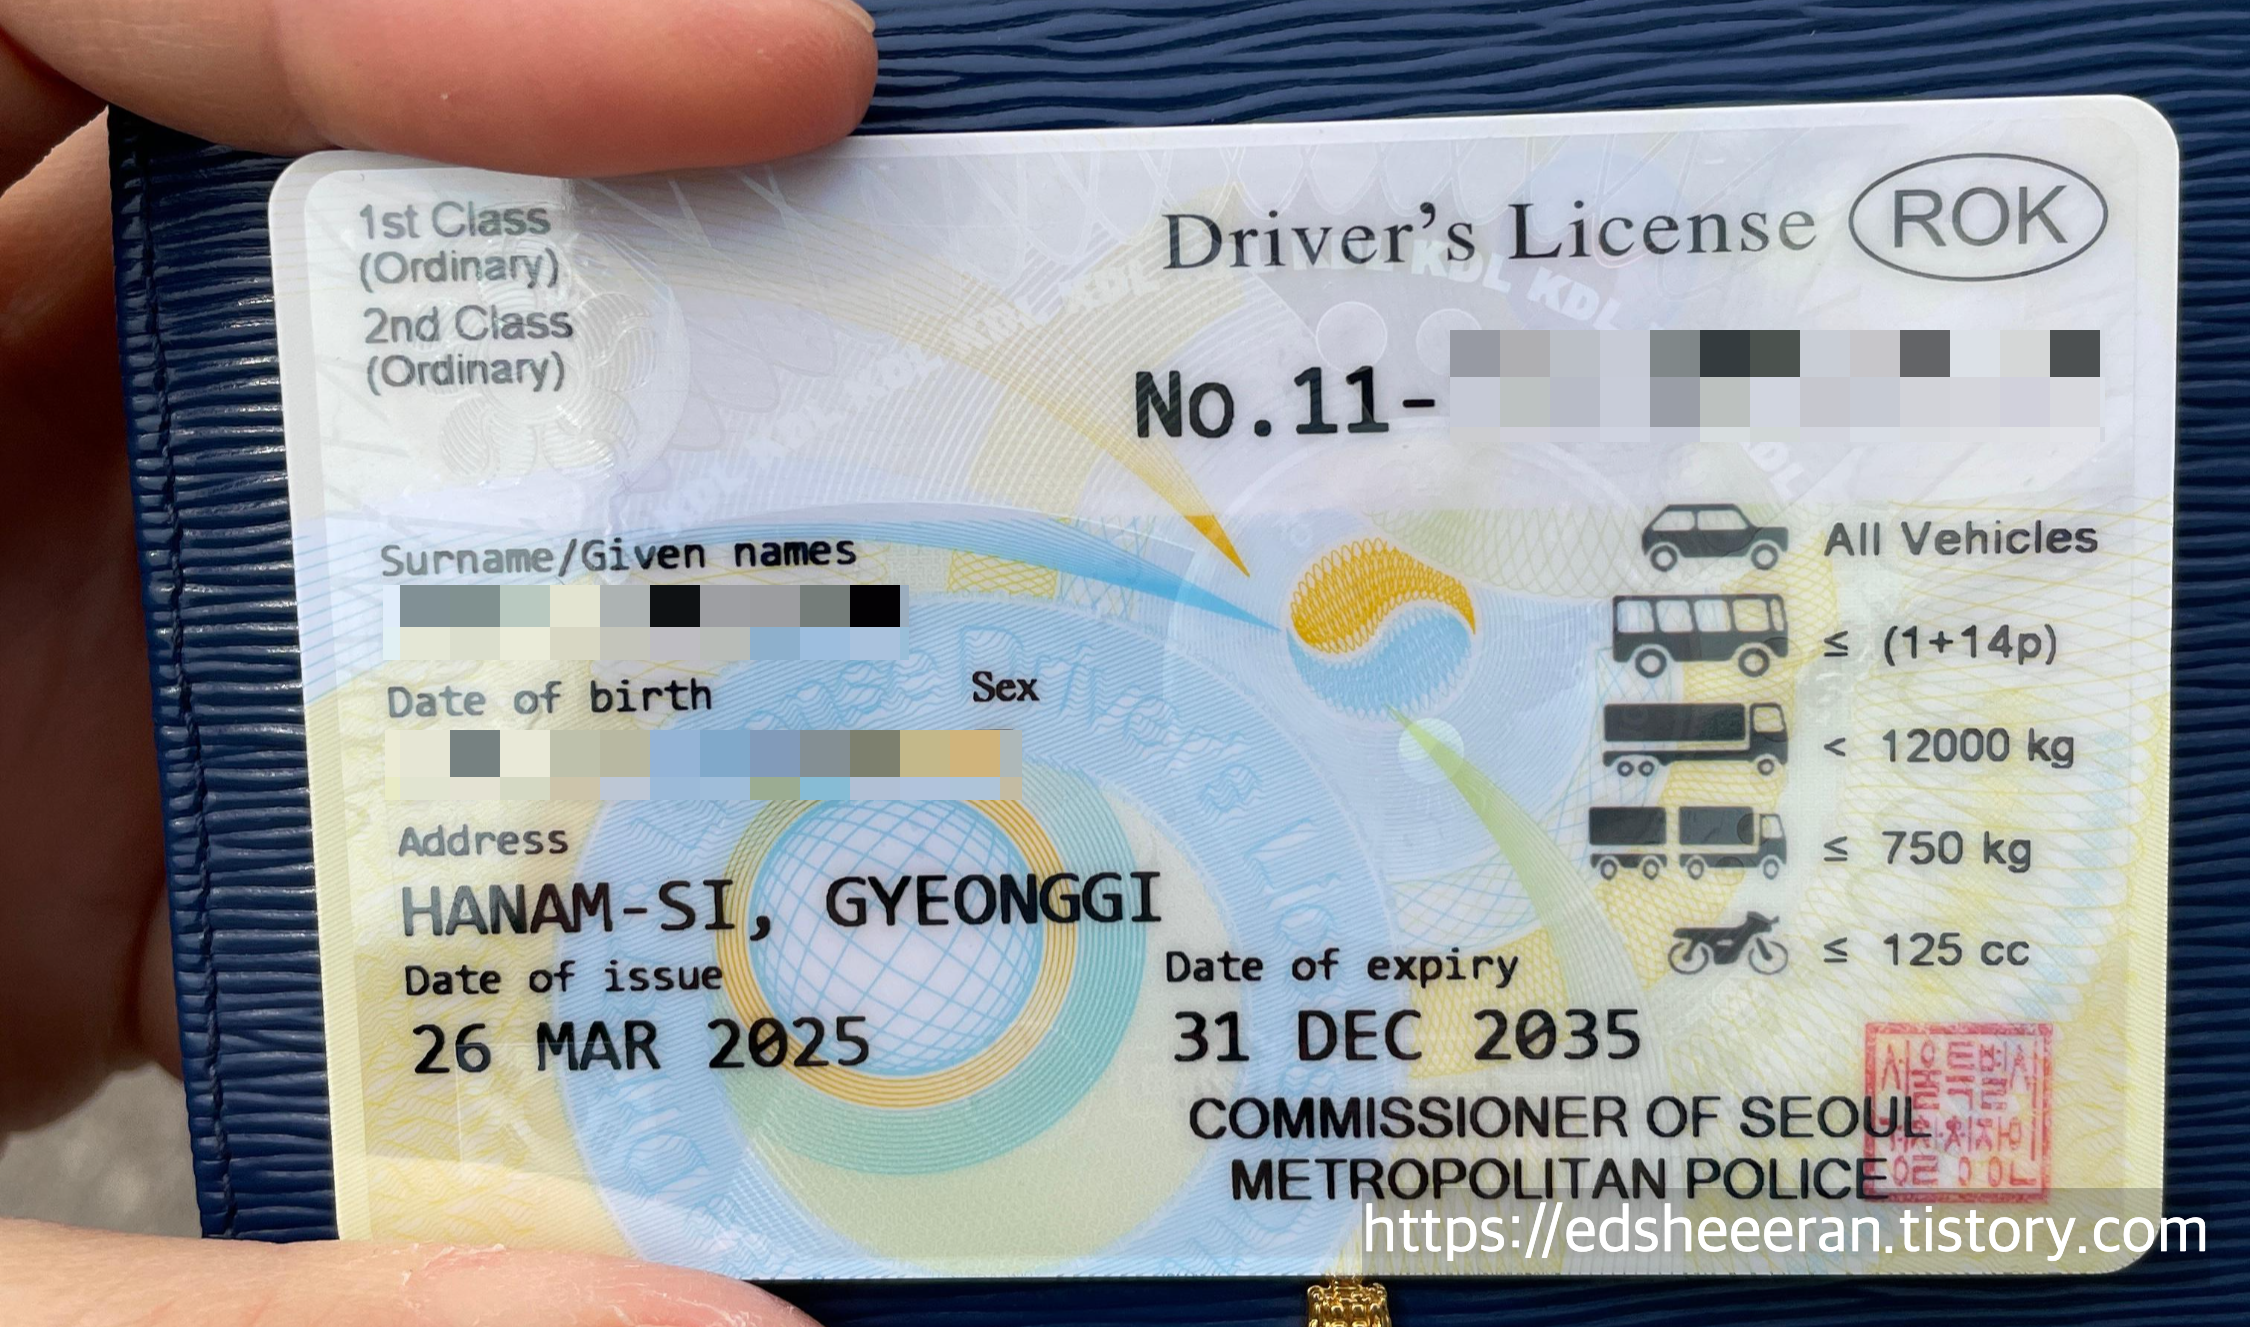 1st Class
(Ordinary)
2nd Class
(Ordinary)
Driver's License ROK
No.11-
Surname/Given names
Date of birth Sex
Address
HANAM-SI, GYEONGGI
Date of issue
26 MAR 2025
Date of expiry
31 DEC 2035
All Vehicles
≤ (1+14p)
< 12000 kg
≤ 750 kg
≤ 125 cc
COMMISSIONER OF SEOUL
METROPOLITAN POLICE
https://edsheeeran.tistory.com